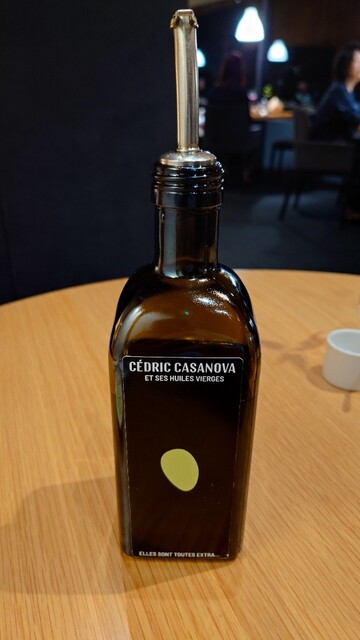 CÉDRIC CASANOVA
ET SES HUILES VIERGES
ELLES SONT TOUTES EXTRA...